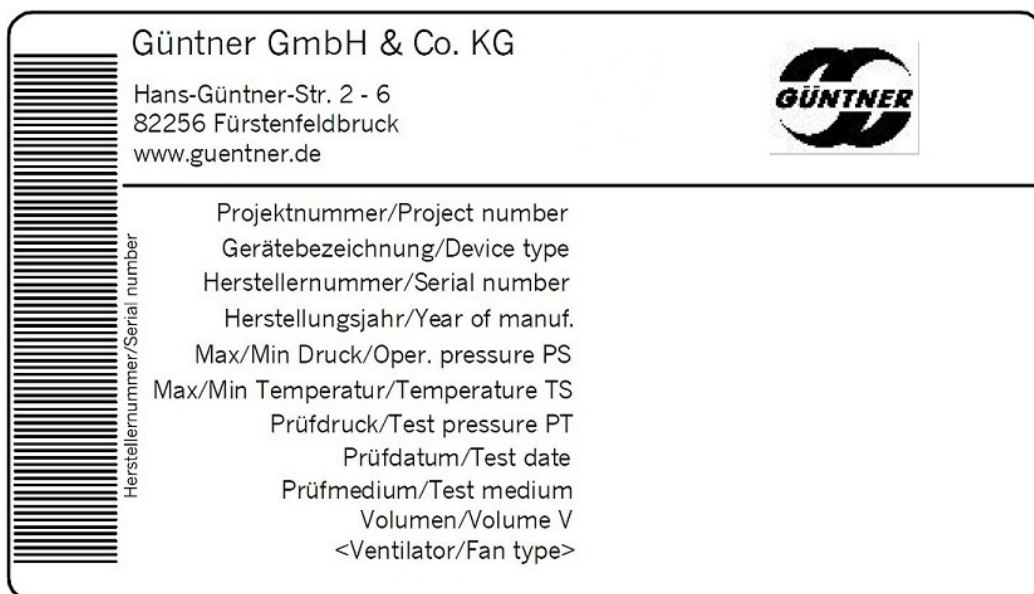 Güntner GmbH & Co. KG
Hans-Güntner-Str. 2 - 6
82256 Fürstenfeldbruck
www.guentner.de
GÜNTNER
Herstellernummer/Serial number
Projektnummer/Project number
Gerätebezeichnung/Device type
Herstellernummer/Serial number
Herstellungsjahr/Year of manuf.
Max/Min Druck/Oper. pressure PS
Max/Min Temperatur/Temperature TS
Prüfdruck/Test pressure PT
Prüfdatum/Test date
Prüfmedium/Test medium
Volumen/Volume V
<Ventilator/Fan type>